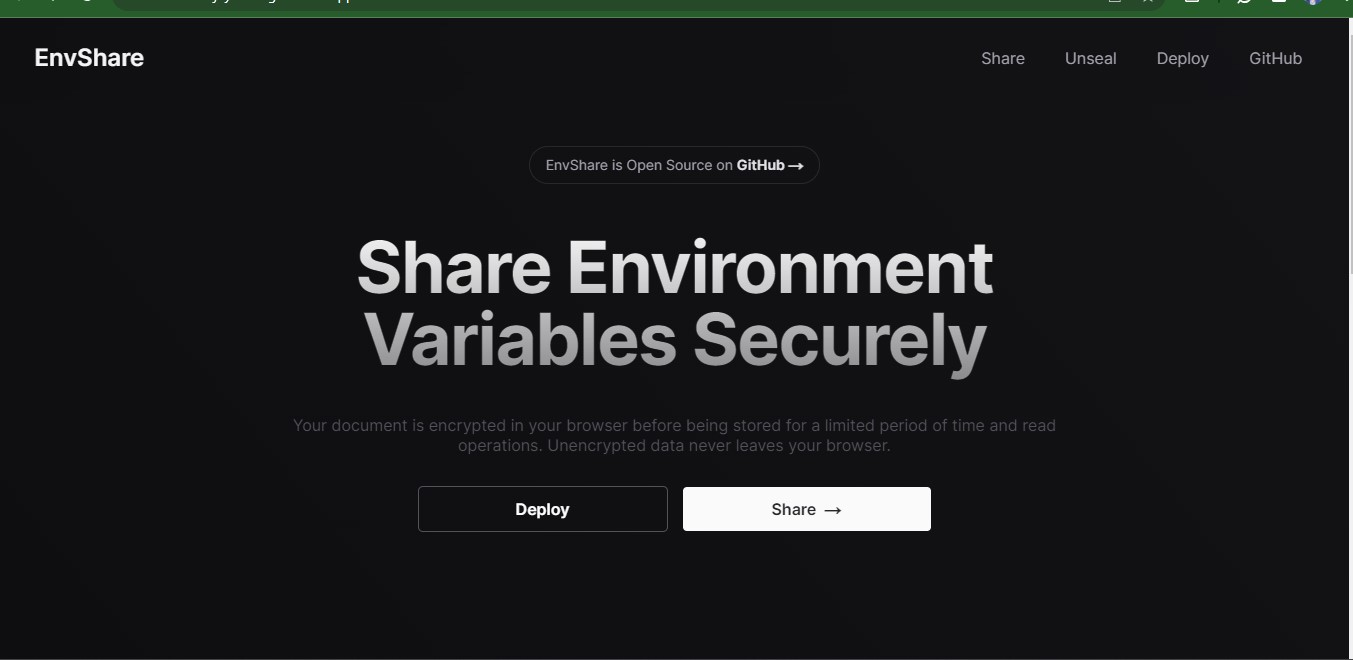 EnvShare
Share Unseal Deploy GitHub
EnvShare is Open Source on GitHub →
Share Environment
Variables Securely
Your document is encrypted in your browser before being stored for a limited period of time and read
operations. Unencrypted data never leaves your browser.
Deploy
Share →